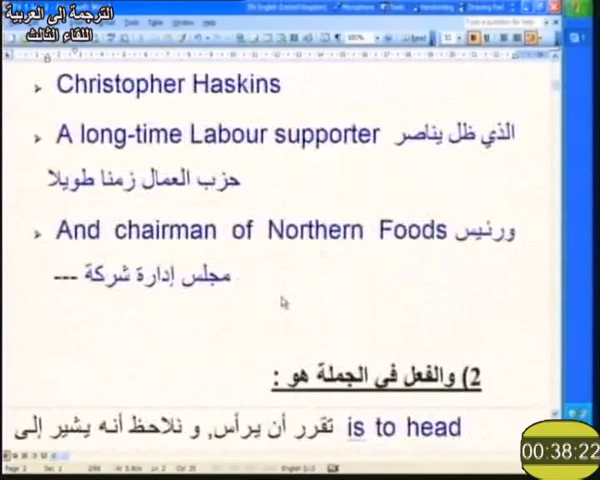 الترجمة إلى العربية
اللقاء الثالث
Christopher Haskins
A long-time Labour supporter الذي ظل يناصر
حزب العمال زمنا طويلا
And chairman of Northern Foods ورئيس
مجلس إدارة شركة ---
2) والفعل في الجملة هو :
is to head تقرر أن يرأس, و نلاحظ أنه يشير إلى
00:38:22